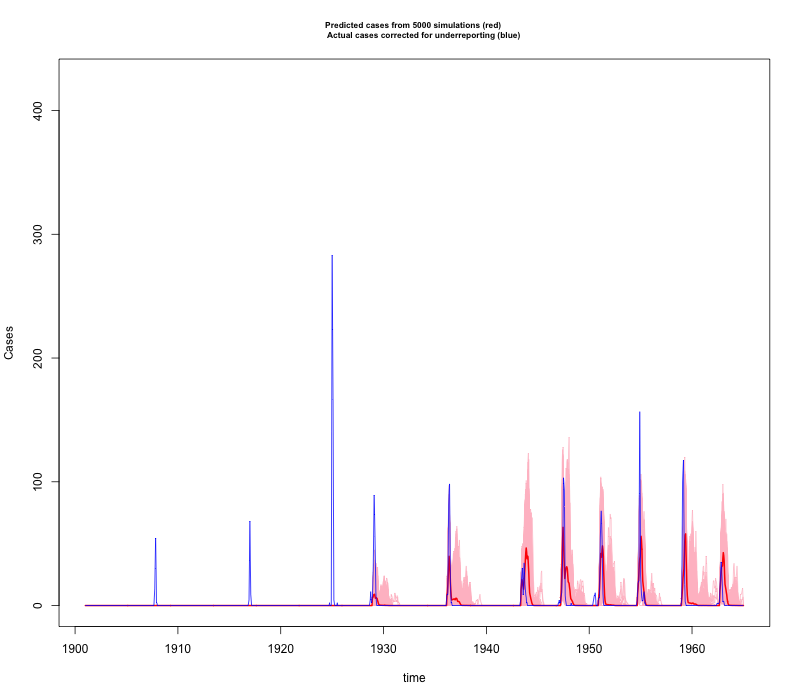 Predicted cases from 5000 simulations (red)
Actual cases corrected for underreporting (blue)
400
300
200
100
0
Cases
1900 1910 1920 1930 1940 1950 1960
time